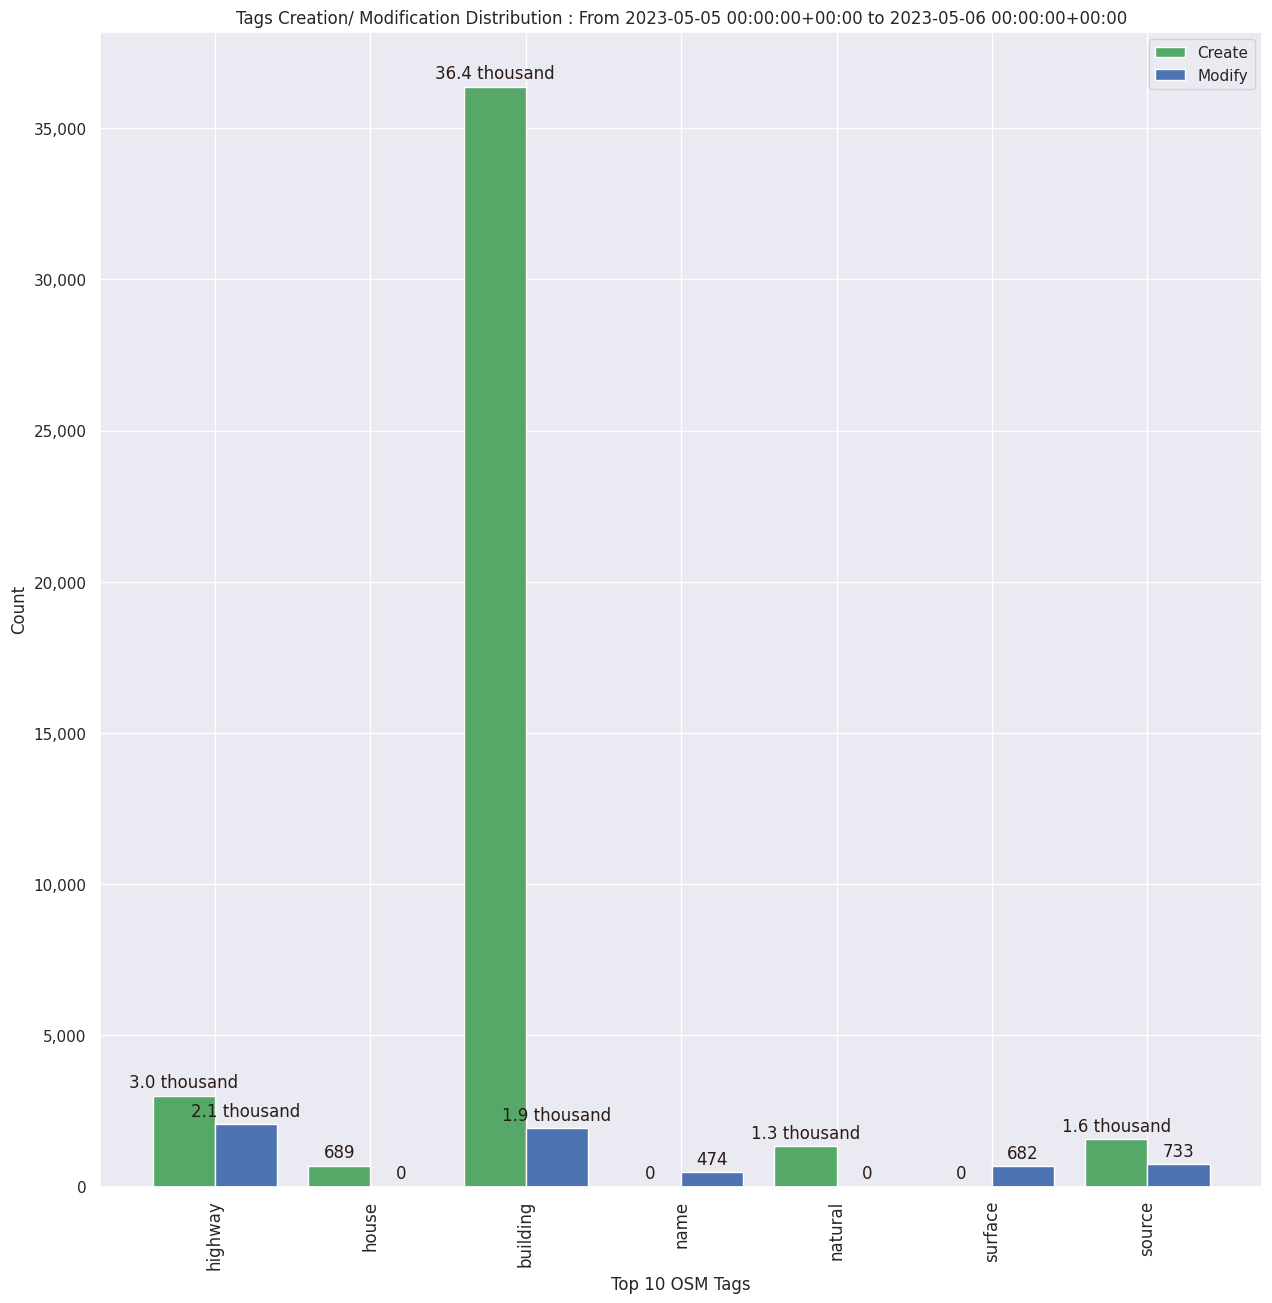 Tags Creation/ Modification Distribution : From 2023-05-05 00:00:00+00:00 to 2023-05-06 00:00:00+00:00
Create
Modify
36.4 thousand
35,000
30,000
25,000
20,000
15,000
10,000
5,000
0
Count
3.0 thousand
2.1 thousand
689
0
1.9 thousand
0
474
1.3 thousand
0
0
682
1.6 thousand
733
highway
house
building
name
natural
surface
source
Top 10 OSM Tags